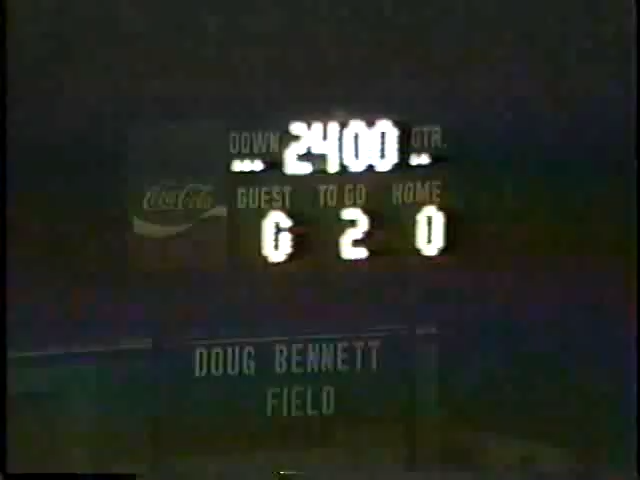 DOWN 2400 QTR.
Coca-Cola
GUEST TO GO HOME
6 2 0
DOUG BENNETT
FIELD